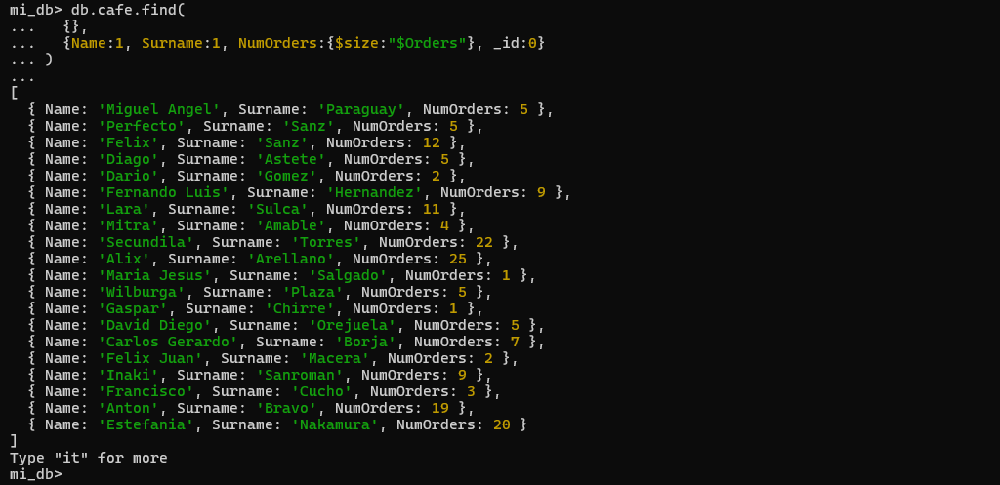 mi_db> db.cafe.find(
...   {},
...   {Name:1, Surname:1, NumOrders:{$size:"$Orders"}, _id:0}
... )
...
[
  { Name: 'Miguel Angel', Surname: 'Paraguay', NumOrders: 5 },
  { Name: 'Perfecto', Surname: 'Sanz', NumOrders: 5 },
  { Name: 'Felix', Surname: 'Sanz', NumOrders: 12 },
  { Name: 'Diago', Surname: 'Astete', NumOrders: 5 },
  { Name: 'Dario', Surname: 'Gomez', NumOrders: 2 },
  { Name: 'Fernando Luis', Surname: 'Hernandez', NumOrders: 9 },
  { Name: 'Lara', Surname: 'Sulca', NumOrders: 11 },
  { Name: 'Mitra', Surname: 'Amable', NumOrders: 4 },
  { Name: 'Secundila', Surname: 'Torres', NumOrders: 22 },
  { Name: 'Alix', Surname: 'Arellano', NumOrders: 25 },
  { Name: 'Maria Jesus', Surname: 'Salgado', NumOrders: 1 },
  { Name: 'Wilburga', Surname: 'Plaza', NumOrders: 5 },
  { Name: 'Gaspar', Surname: 'Chirre', NumOrders: 1 },
  { Name: 'David Diego', Surname: 'Orejuela', NumOrders: 5 },
  { Name: 'Carlos Gerardo', Surname: 'Borja', NumOrders: 7 },
  { Name: 'Felix Juan', Surname: 'Macera', NumOrders: 2 },
  { Name: 'Inaki', Surname: 'Sanroman', NumOrders: 9 },
  { Name: 'Francisco', Surname: 'Cucho', NumOrders: 3 },
  { Name: 'Anton', Surname: 'Bravo', NumOrders: 19 },
  { Name: 'Estefania', Surname: 'Nakamura', NumOrders: 20 }
]
Type "it" for more
mi_db>